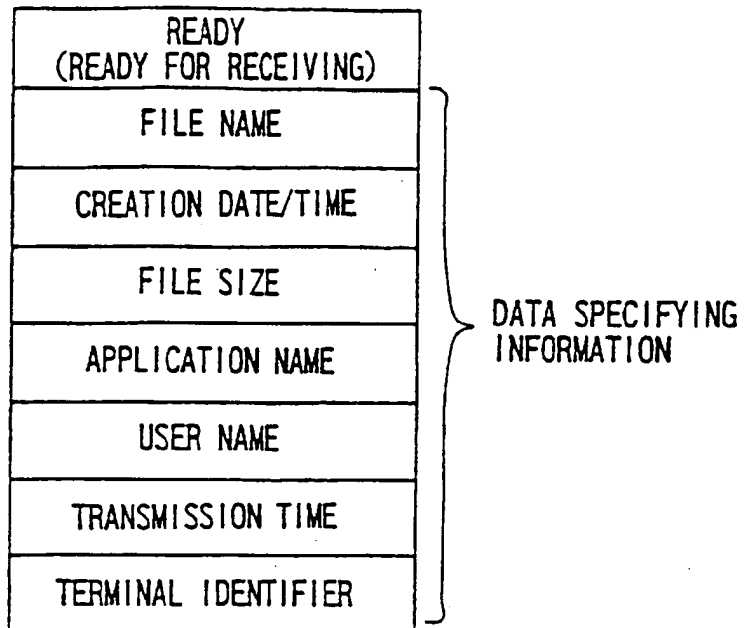 READY
(READY FOR RECEIVING)
FILE NAME
CREATION DATE/TIME
FILE SIZE
APPLICATION NAME
USER NAME
TRANSMISSION TIME
TERMINAL IDENTIFIER
DATA SPECIFYING
INFORMATION